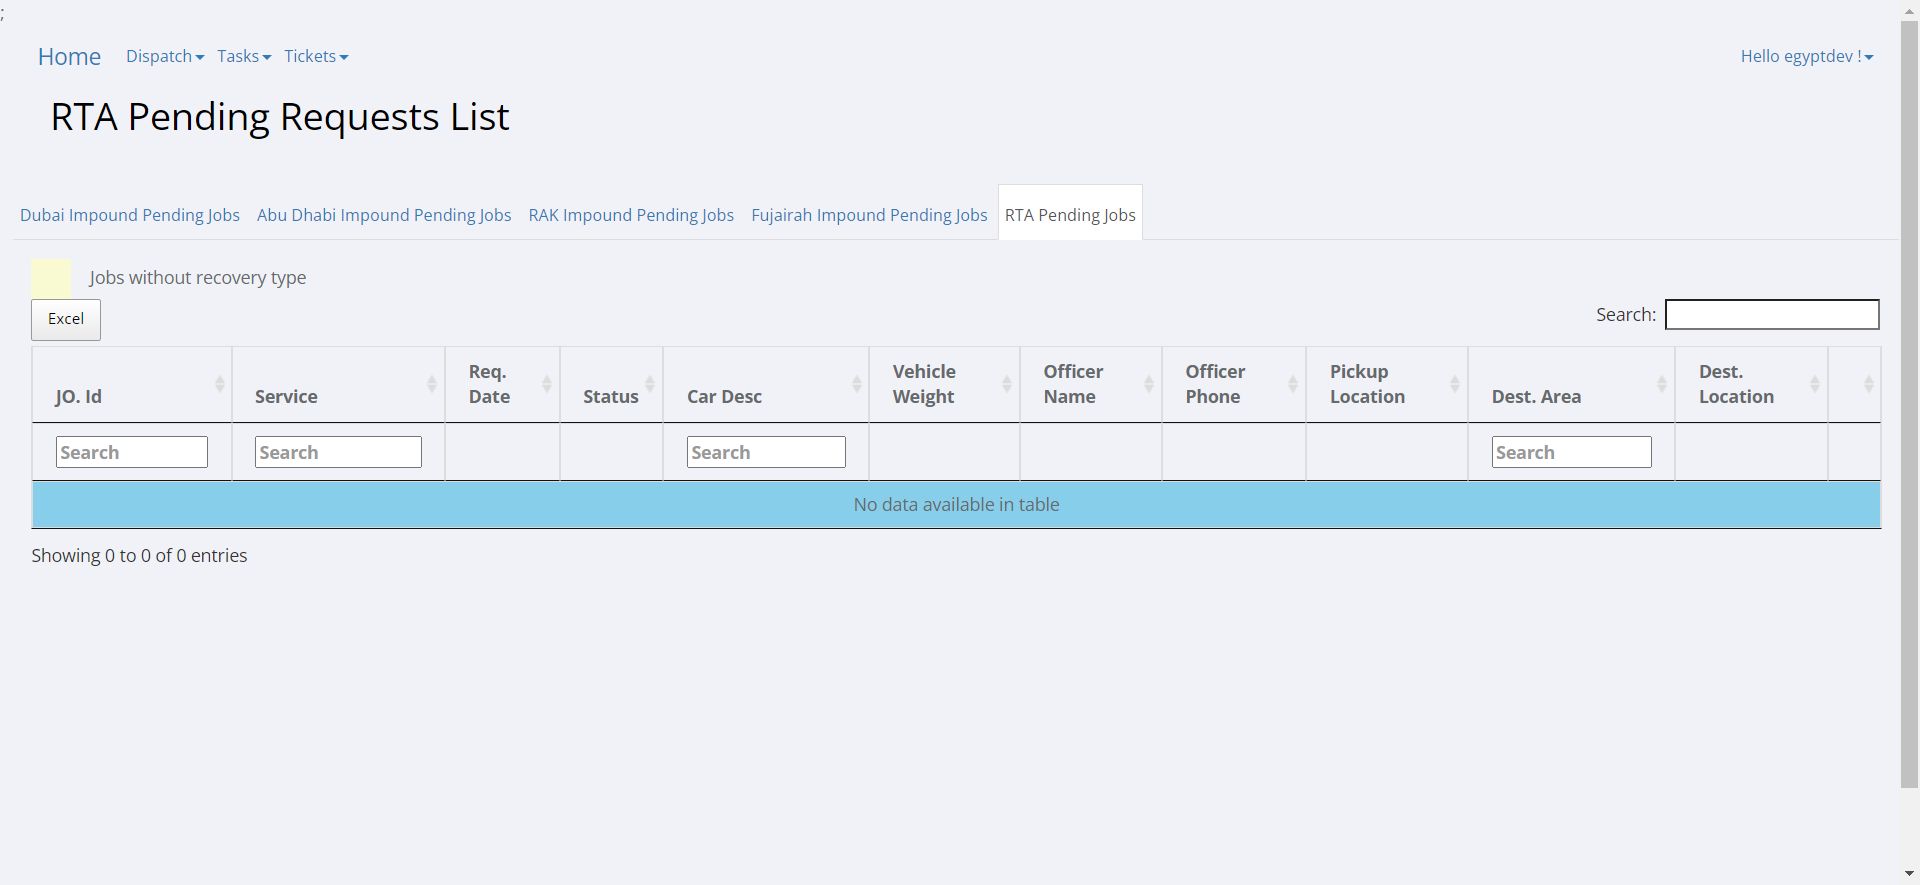 ;
Home Dispatch Tasks Tickets Hello egyptdev !
RTA Pending Requests List
Dubai Impound Pending Jobs Abu Dhabi Impound Pending Jobs RAK Impound Pending Jobs Fujairah Impound Pending Jobs RTA Pending Jobs
Jobs without recovery type
Excel Search:
JO. Id Service Req. Date Status Car Desc Vehicle Weight Officer Name Officer Phone Pickup Location Dest. Area Dest. Location
Search Search Search Search
No data available in table
Showing 0 to 0 of 0 entries